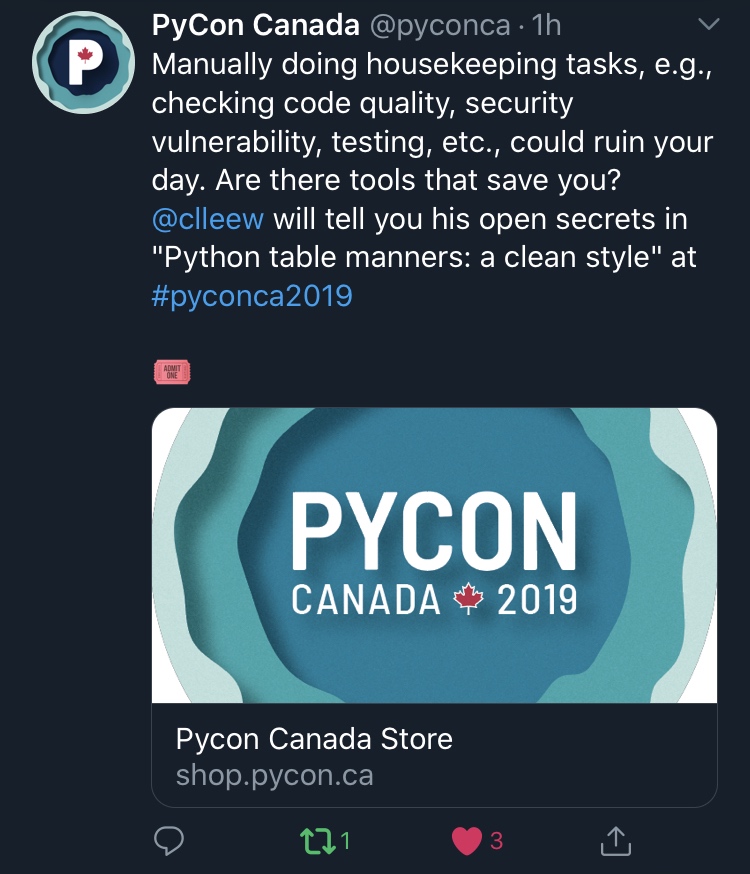 PyCon Canada @pyconca · 1h
Manually doing housekeeping tasks, e.g.,
checking code quality, security
vulnerability, testing, etc., could ruin your
day. Are there tools that save you?
@clleew will tell you his open secrets in
"Python table manners: a clean style" at
#pyconca2019
ADMIT
ONE
PYCON
CANADA 2019
Pycon Canada Store
shop.pycon.ca
1 3